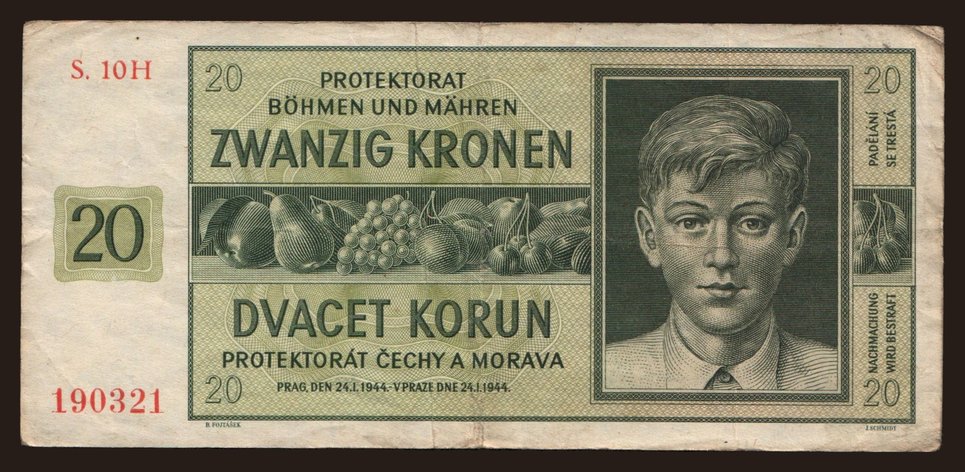 S. 10H
20
PROTEKTORAT
BÖHMEN UND MÄHREN
ZWANZIG KRONEN
20
PADĚLÁNÍ
SE TRESTÁ
20
DVACET KORUN
PROTEKTORÁT ČECHY A MORAVA
PRAG, DEN 24.I.1944.-V PRAZE DNE 24.I.1944.
20
NACHMACHUNG
WIRD BESTRAFT
20
190321
B. FOJTÁŠEK
J. SCHMIDT